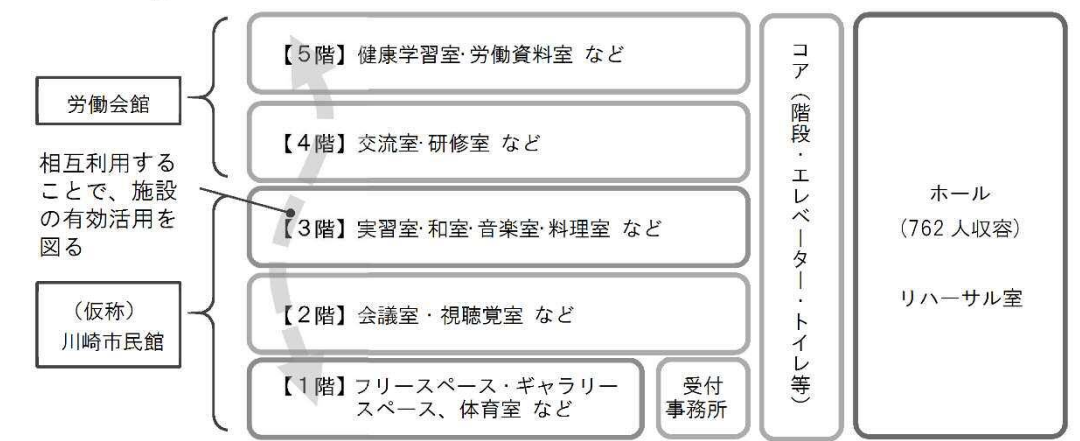 労働会館
相互利用する
ことで、施設
の有効活用を
図る
(仮称)
川崎市民館
【5階】健康学習室・労働資料室 など
【4階】交流室・研修室 など
【3階】実習室・和室・音楽室・料理室 など
【2階】会議室・視聴覚室 など
【1階】フリースペース・ギャラリー
スペース、体育室 など
受付
事務所
コア(階段・エレベーター・トイレ等)
ホール
(762人収容)
リハーサル室